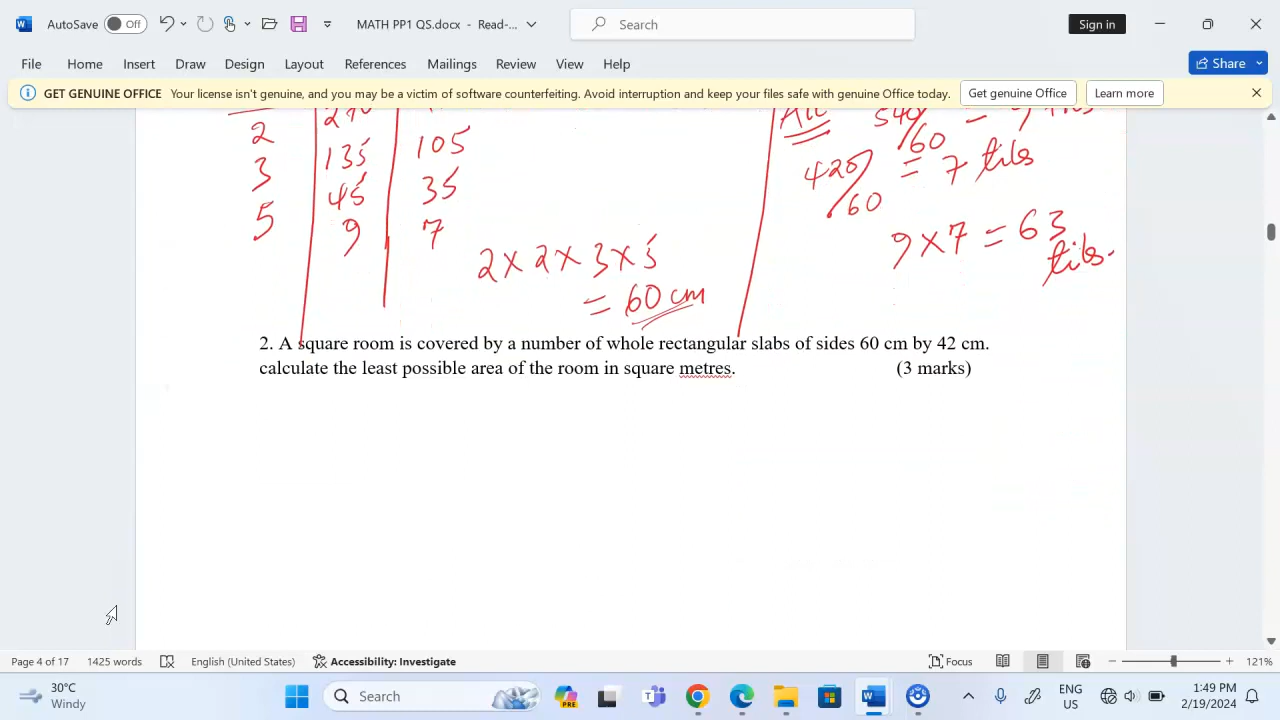 AutoSave Off MATH PP1 QS.docx - Read-... Search Sign in
File Home Insert Draw Design Layout References Mailings Review View Help Share
GET GENUINE OFFICE Your license isn't genuine, and you may be a victim of software counterfeiting. Avoid interruption and keep your files safe with genuine Office today. Get genuine Office Learn more
2
3 135 105
5 45 35
9 7
540/60 =
420/60 = 7 tiles
9 x 7 = 63
tiles.
2 x 2 x 3 x 5
= 60 cm
2. A square room is covered by a number of whole rectangular slabs of sides 60 cm by 42 cm.
calculate the least possible area of the room in square metres. (3 marks)
Page 4 of 17 1425 words English (United States) Accessibility: Investigate Focus 121%
30°C
Windy
Search
PRE
ENG
US
1:49 PM
2/19/2024